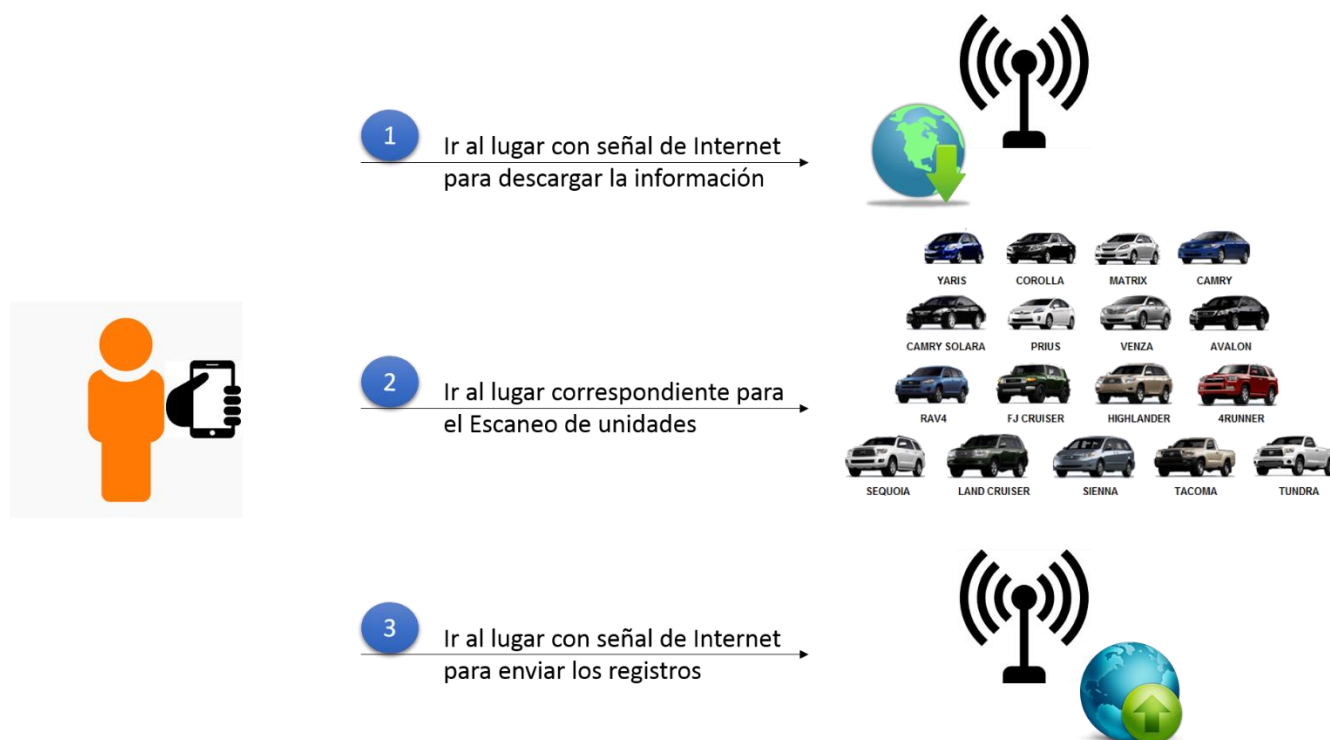 1
Ir al lugar con señal de Internet
para descargar la información
YARIS COROLLA MATRIX CAMRY
CAMRY SOLARA PRIUS VENZA AVALON
2
Ir al lugar correspondiente para
el Escaneo de unidades
RAV4 FJ CRUISER HIGHLANDER 4RUNNER
SEQUOIA LAND CRUISER SIENNA TACOMA TUNDRA
3
Ir al lugar con señal de Internet
para enviar los registros